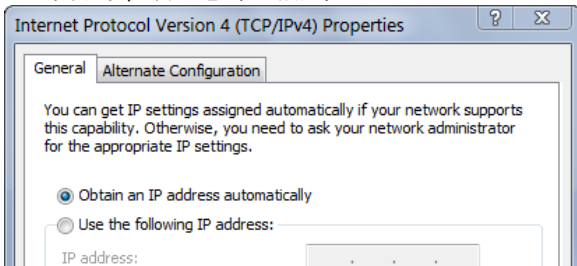 Internet Protocol Version 4 (TCP/IPv4) Properties
General
Alternate Configuration
You can get IP settings assigned automatically if your network supports
this capability. Otherwise, you need to ask your network administrator
for the appropriate IP settings.
Obtain an IP address automatically
Use the following IP address:
IP address: